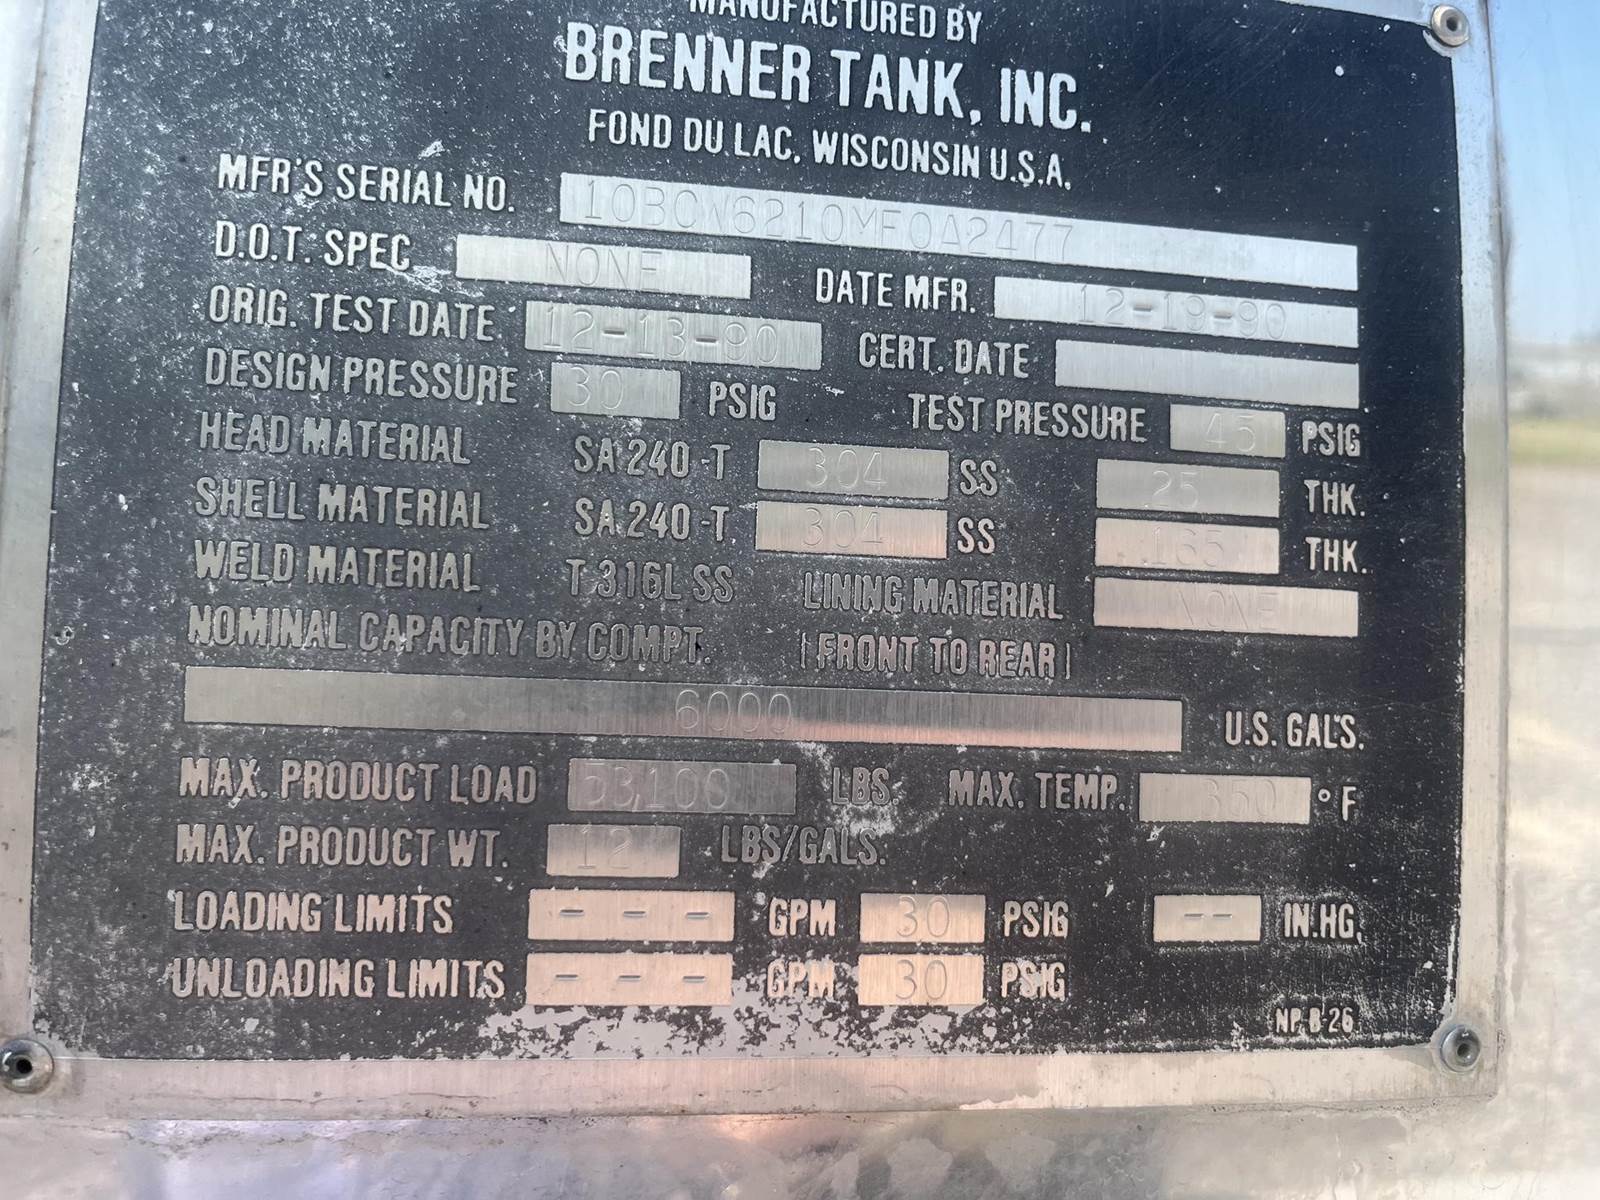 MANUFACTURED BY
BRENNER TANK, INC.
FOND DU LAC, WISCONSIN U.S.A.
MFR'S SERIAL NO. 10BCW6210MF0A2477
D.O.T. SPEC NONE DATE MFR. 12-19-90
ORIG. TEST DATE 12-13-90 CERT. DATE
DESIGN PRESSURE 30 PSIG TEST PRESSURE 45 PSIG
HEAD MATERIAL SA 240-T 304 SS .25 THK.
SHELL MATERIAL SA 240-T 304 SS .165 THK.
WELD MATERIAL T 316L SS LINING MATERIAL NONE
NOMINAL CAPACITY BY COMPT. (FRONT TO REAR)
6000 U.S. GAL'S.
MAX. PRODUCT LOAD 53,100 LBS. MAX. TEMP. 350 °F
MAX. PRODUCT WT. 12 LBS/GALS.
LOADING LIMITS - - - GPM 30 PSIG -- IN.HG.
UNLOADING LIMITS - - - GPM 30 PSIG
NP-B-26